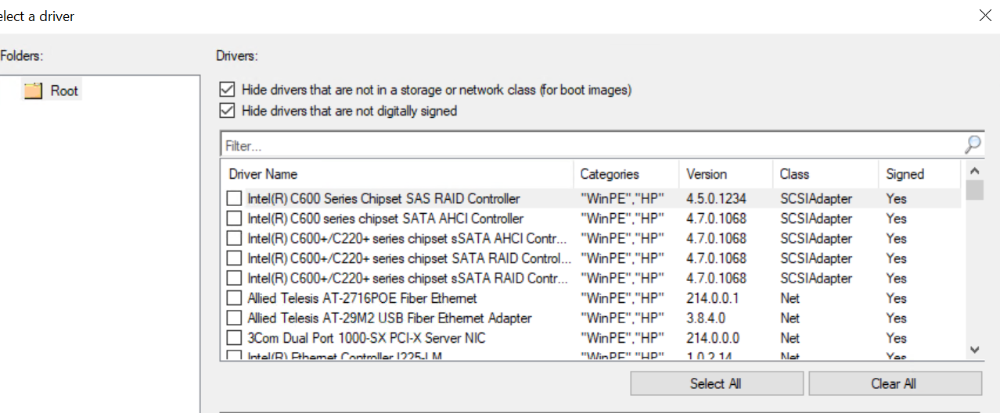 elect a driver
Folders:
Drivers:
Root
Hide drivers that are not in a storage or network class (for boot images)
Hide drivers that are not digitally signed
Filter...
Driver Name Categories Version Class Signed
Intel(R) C600 Series Chipset SAS RAID Controller "WinPE","HP" 4.5.0.1234 SCSIAdapter Yes
Intel(R) C600 series chipset SATA AHCI Controller "WinPE","HP" 4.7.0.1068 SCSIAdapter Yes
Intel(R) C600+/C220+ series chipset sSATA AHCI Contr... "WinPE","HP" 4.7.0.1068 SCSIAdapter Yes
Intel(R) C600+/C220+ series chipset SATA RAID Control... "WinPE","HP" 4.7.0.1068 SCSIAdapter Yes
Intel(R) C600+/C220+ series chipset sSATA RAID Contr... "WinPE","HP" 4.7.0.1068 SCSIAdapter Yes
Allied Telesis AT-2716POE Fiber Ethernet "WinPE","HP" 214.0.0.1 Net Yes
Allied Telesis AT-29M2 USB Fiber Ethernet Adapter "WinPE","HP" 3.8.4.0 Net Yes
3Com Dual Port 1000-SX PCI-X Server NIC "WinPE","HP" 214.0.0.0 Net Yes
Intel(R) Ethernet Controller I225-LM "WinPE","HP" 1.0.2.14 Net Yes
Select All
Clear All